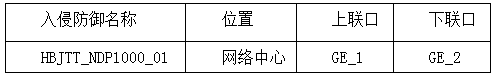 入侵防御名称 位置 上联口 下联口
HBJTT_NDP1000_01 网络中心 GE_1 GE_2